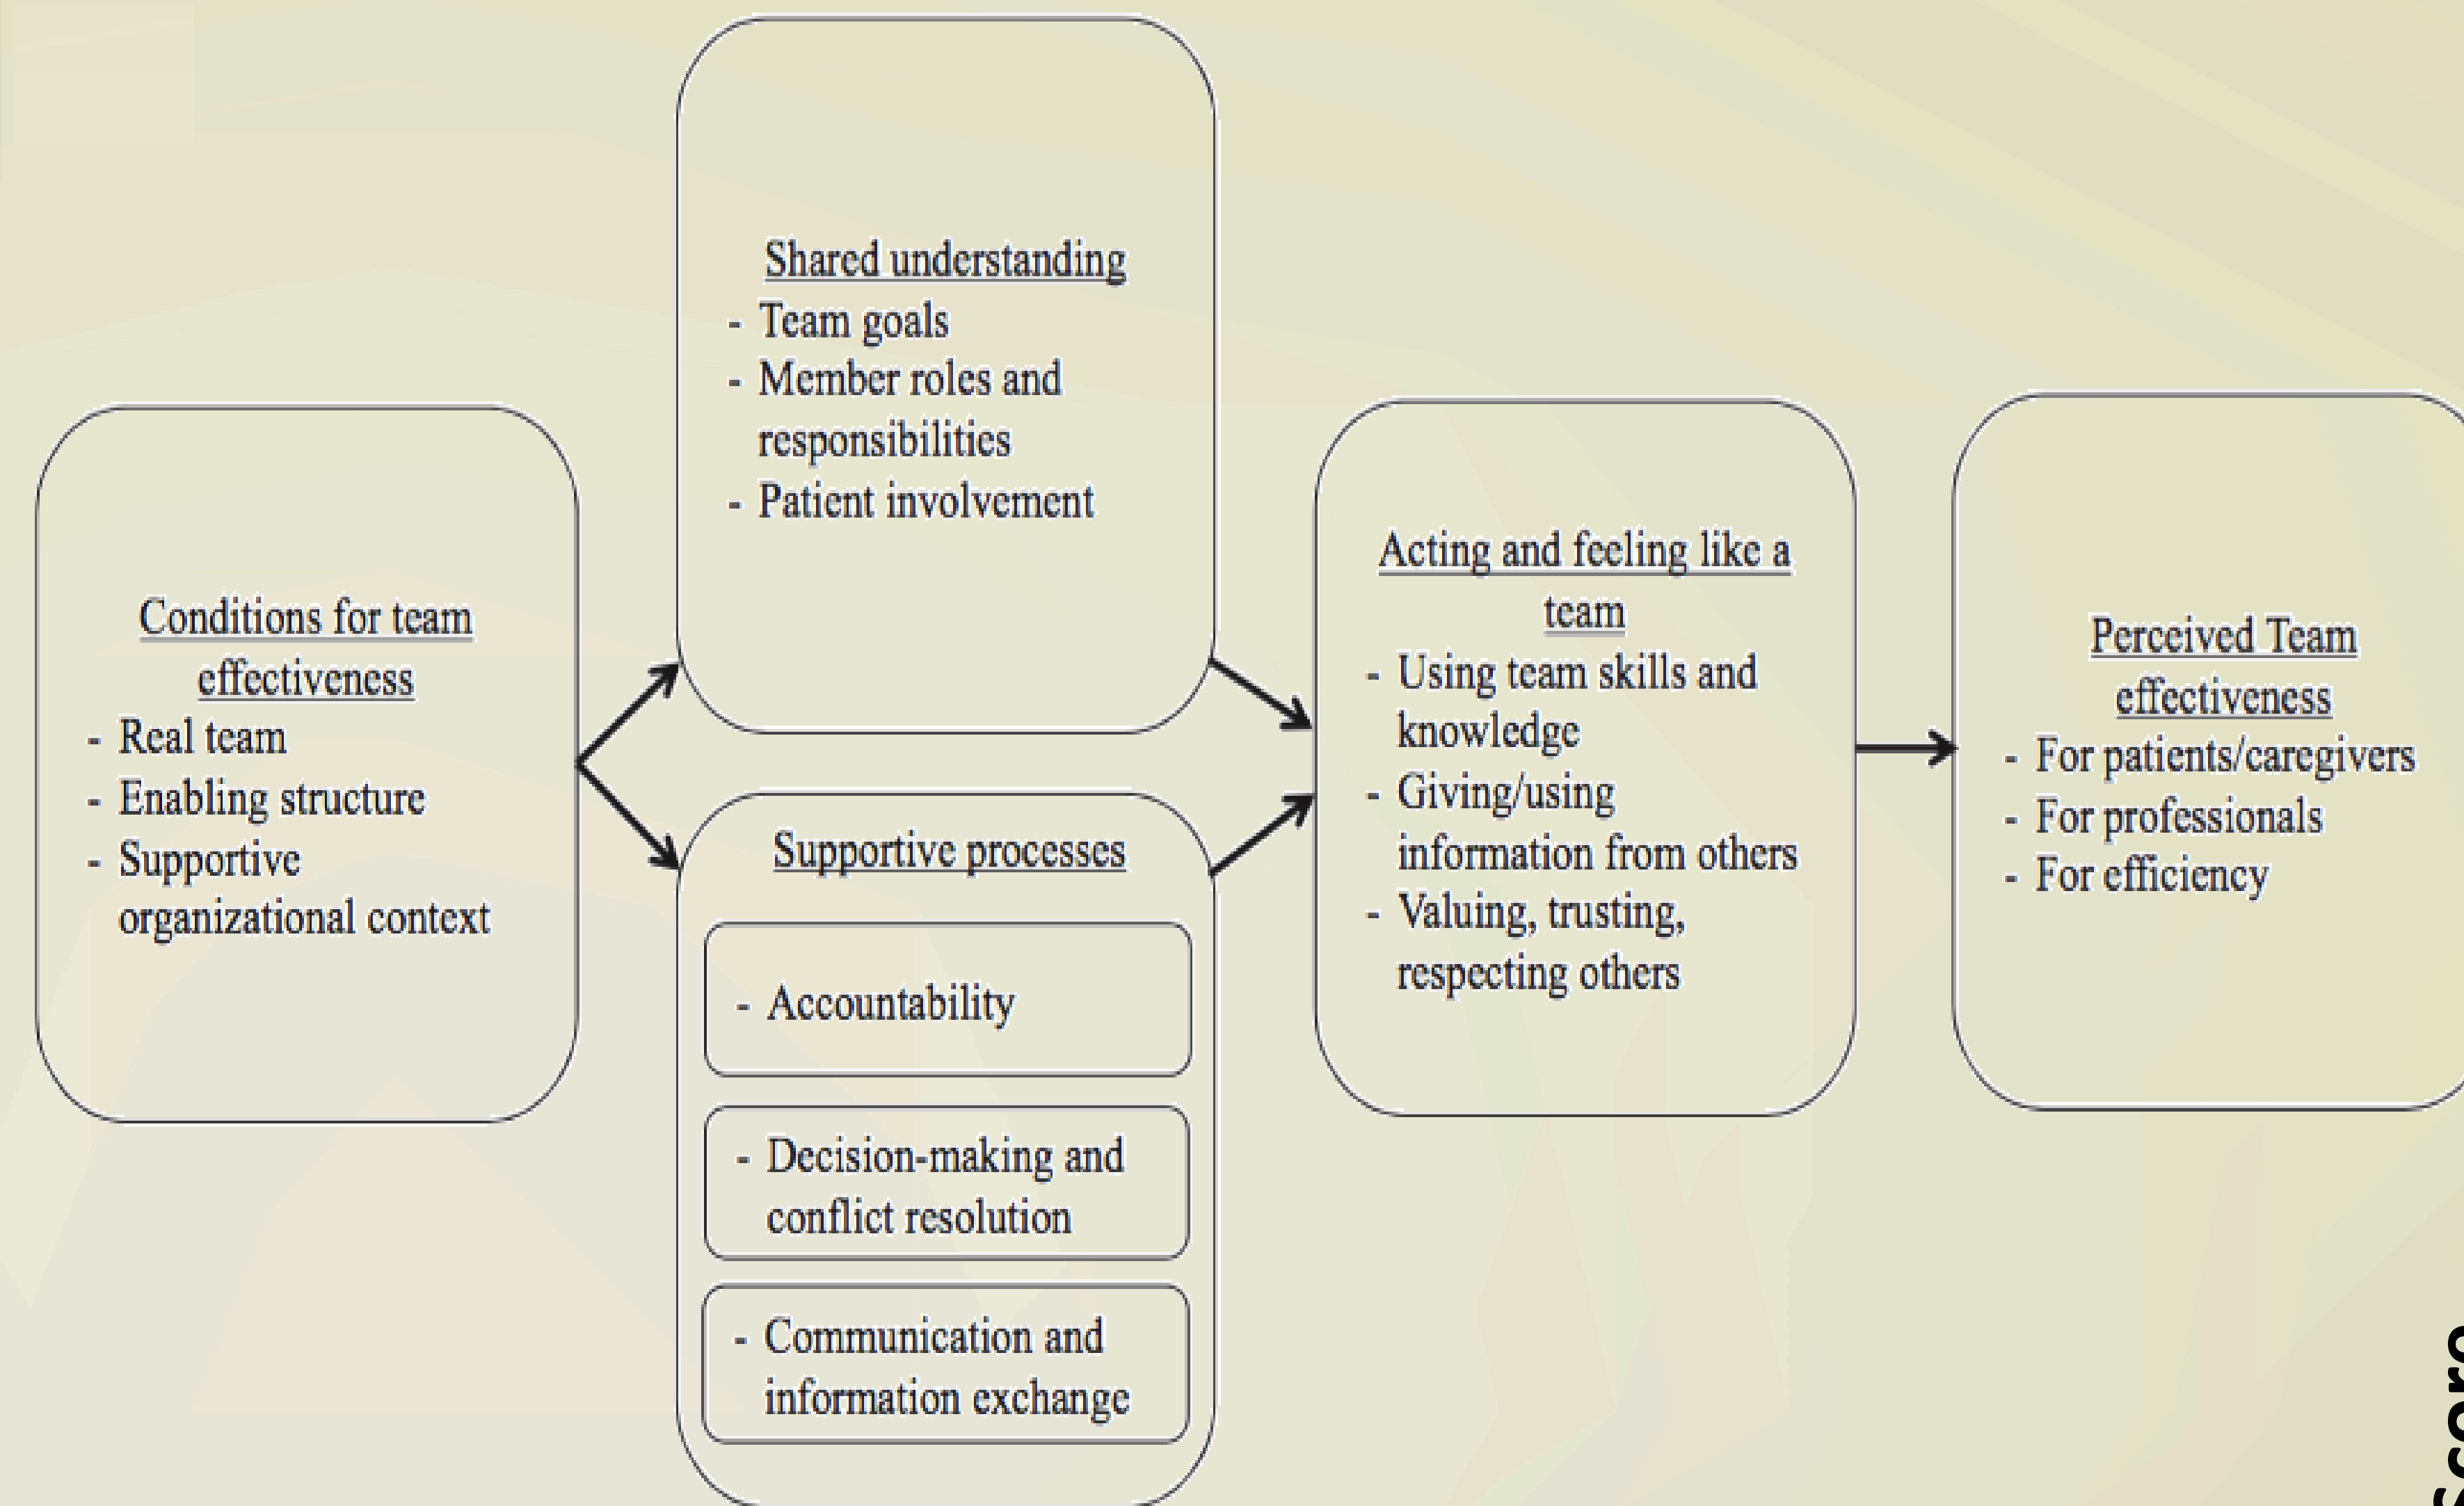 Conditions for team
effectiveness
- Real team
- Enabling structure
- Supportive
organizational context
Shared understanding
- Team goals
- Member roles and
responsibilities
- Patient involvement
Supportive processes
- Accountability
- Decision-making and
conflict resolution
- Communication and
information exchange
Acting and feeling like a
team
- Using team skills and
knowledge
- Giving/using
information from others
- Valuing, trusting,
respecting others
Perceived Team
effectiveness
- For patients/caregivers
- For professionals
- For efficiency